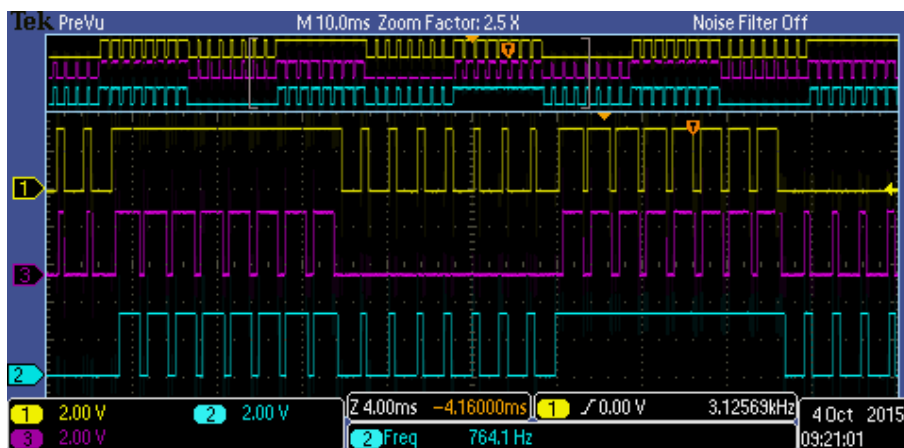 Tek PreVu M 10.0ms Zoom Factor: 2.5 X Noise Filter Off
T
T
1
3
2
1 2.00 V 2 2.00 V Z 4.00ms -4.16000ms 1 / 0.00 V 3.12569kHz 4 Oct 2015
3 2.00 V 2 Freq 764.1 Hz 09:21:01